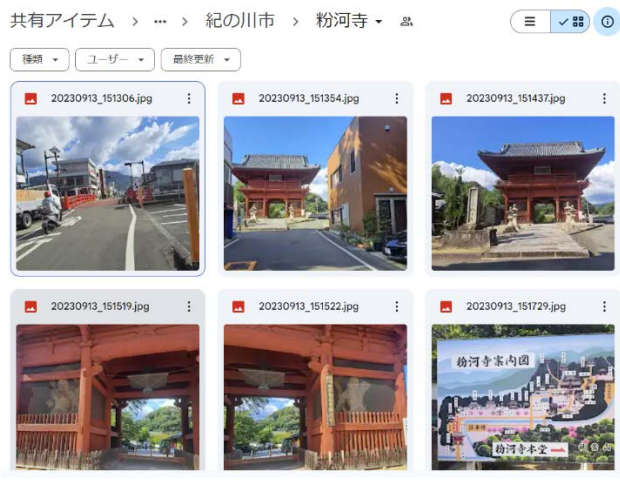 共有アイテム > ... > 紀の川市 > 粉河寺
種類 ユーザー 最終更新
20230913_151306.jpg 20230913_151354.jpg 20230913_151437.jpg
20230913_151519.jpg 20230913_151522.jpg 20230913_151729.jpg
粉河寺案内図
粉河寺本堂